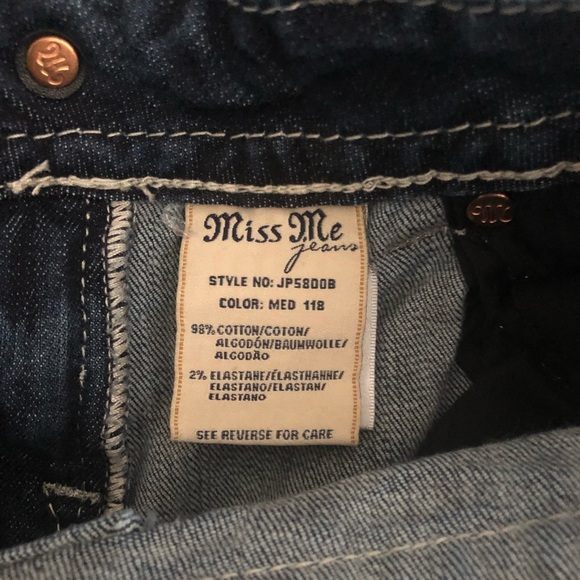 Miss Me
jeans
STYLE NO: JP5800B
COLOR: MED 118
98% COTTON/COTON/
ALGODÓN/BAUMWOLLE/
ALGODÃO
2% ELASTANE/ÉLASTHANNE/
ELASTANO/ELASTAN/
ELASTANO
SEE REVERSE FOR CARE